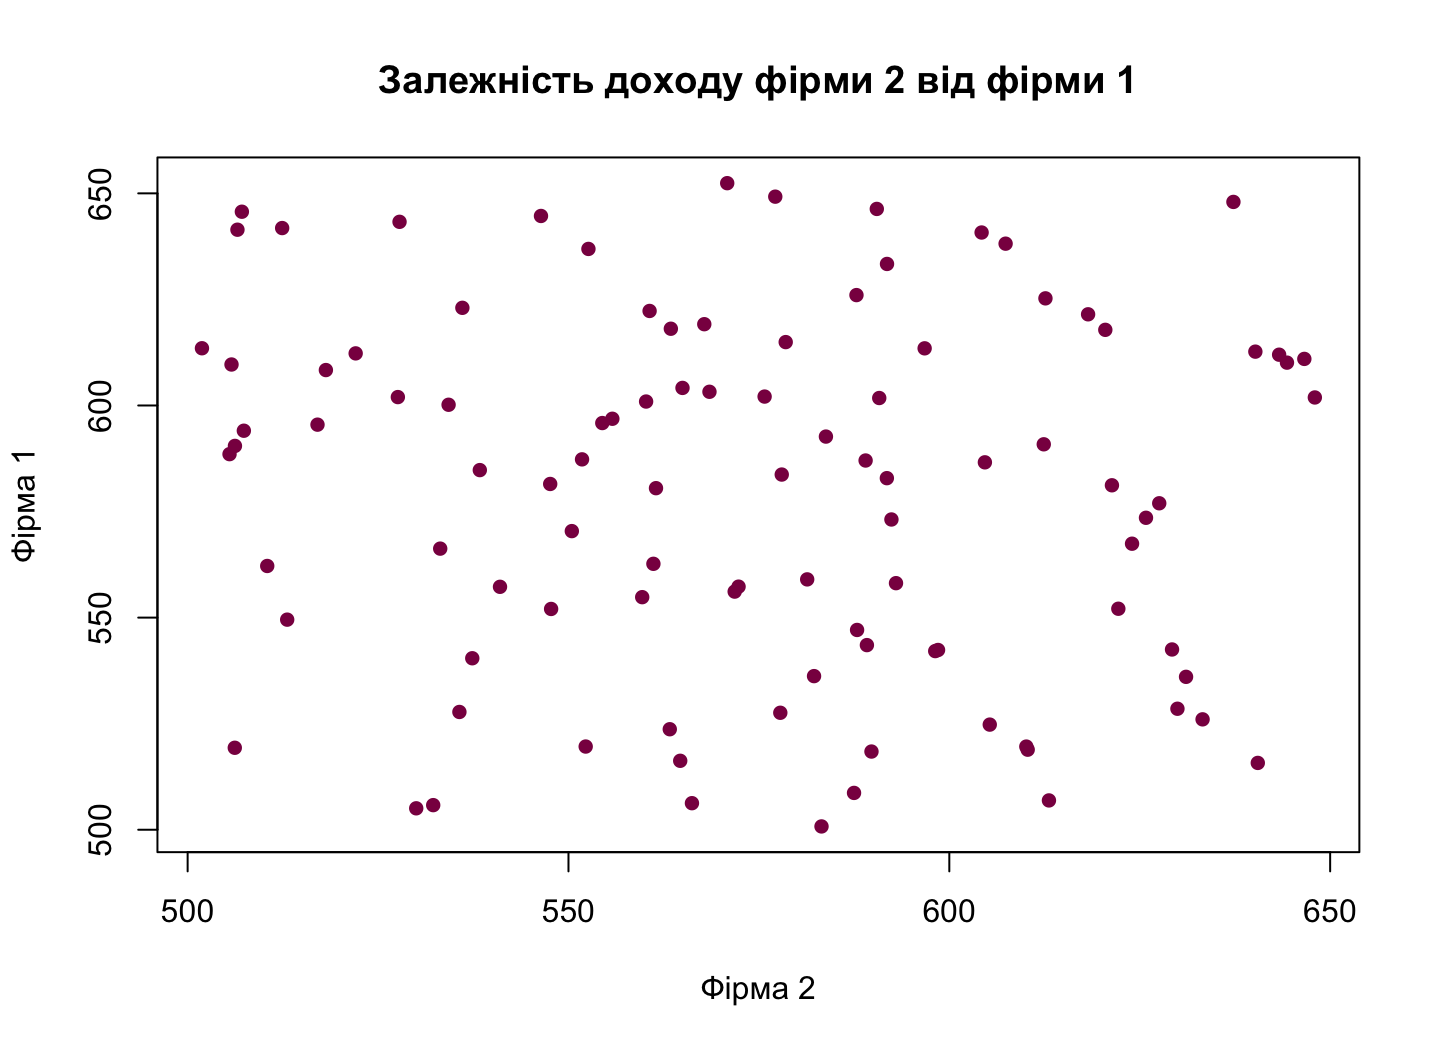 Залежність доходу фірми 2 від фірми 1
650
600
550
500
Фірма 1
500 550 600 650
Фірма 2